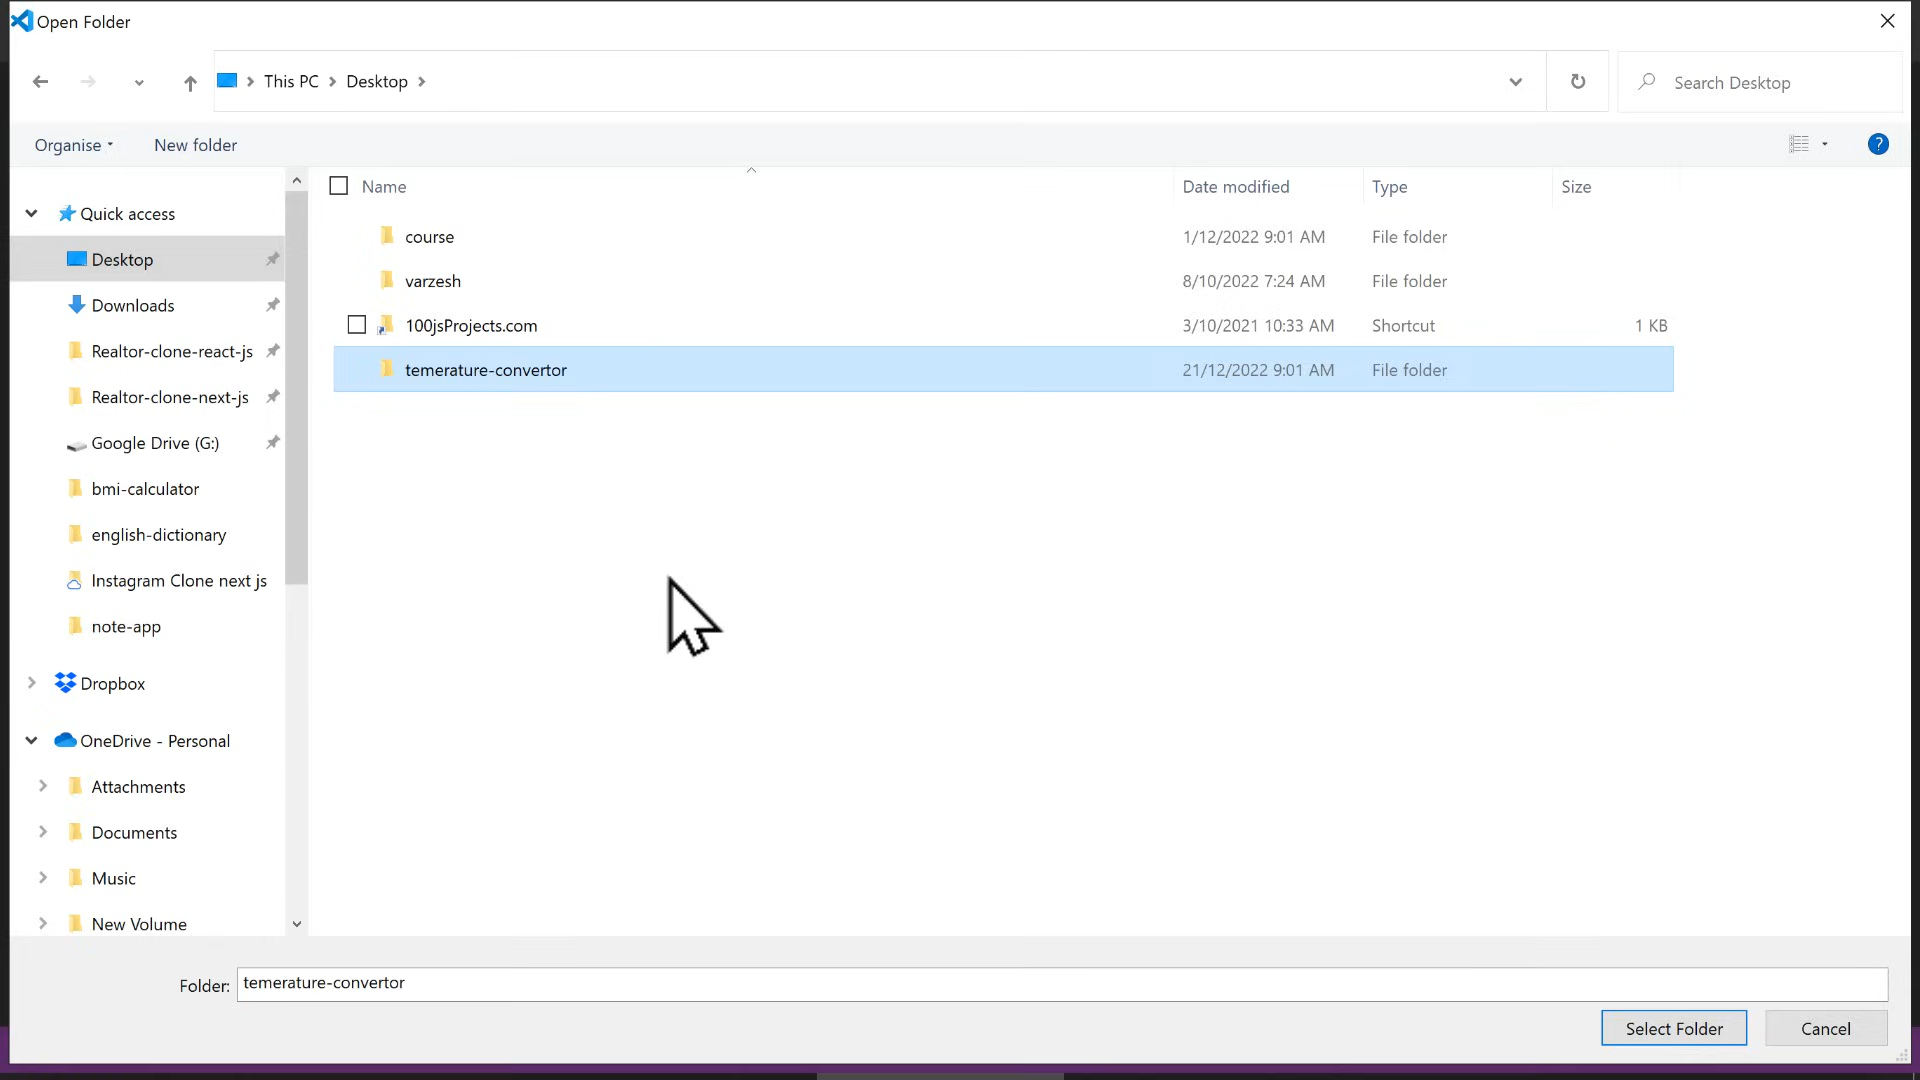 Open Folder
This PC Desktop
Search Desktop
Organise New folder
?
Name Date modified Type Size
Quick access
Desktop
Downloads
Realtor-clone-react-js
Realtor-clone-next-js
Google Drive (G:)
bmi-calculator
english-dictionary
Instagram Clone next js
note-app
Dropbox
OneDrive - Personal
Attachments
Documents
Music
New Volume
course 1/12/2022 9:01 AM File folder
varzesh 8/10/2022 7:24 AM File folder
100jsProjects.com 3/10/2021 10:33 AM Shortcut 1 KB
temerature-convertor 21/12/2022 9:01 AM File folder
Folder: temerature-convertor
Select Folder Cancel